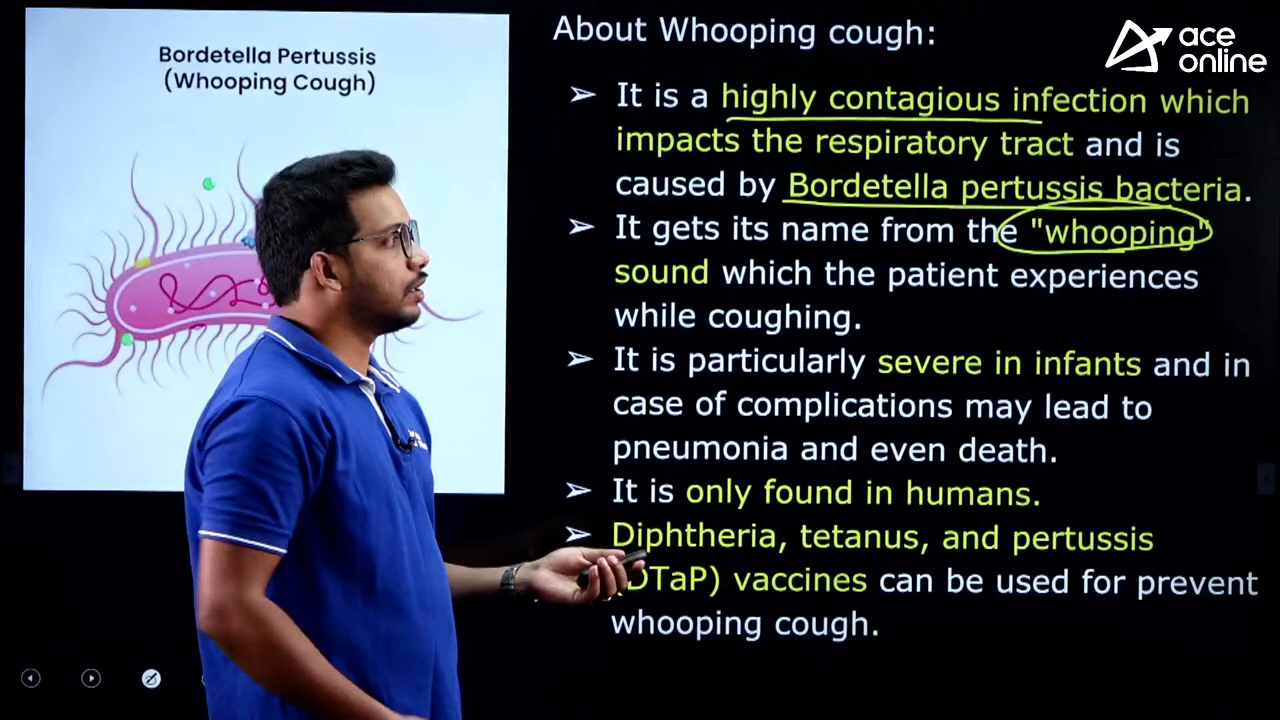 Bordetella Pertussis
(Whooping Cough)
About Whooping cough:
ace
online
➢ It is a highly contagious infection which
impacts the respiratory tract and is
caused by Bordetella pertussis bacteria.
➢ It gets its name from the "whooping"
sound which the patient experiences
while coughing.
➢ It is particularly severe in infants and in
case of complications may lead to
pneumonia and even death.
➢ It is only found in humans.
➢ Diphtheria, tetanus, and pertussis
(DTaP) vaccines can be used for prevent
whooping cough.